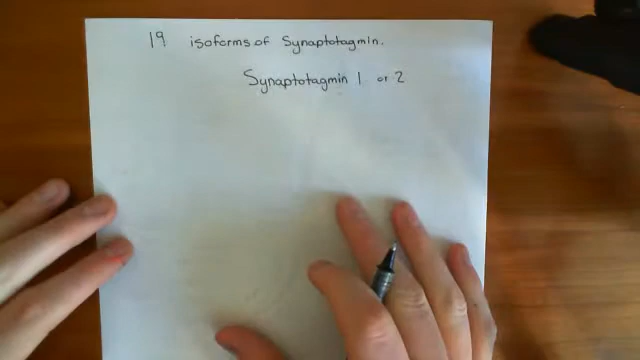 19 isoforms of Synaptotagmin.
Synaptotagmin 1 or 2